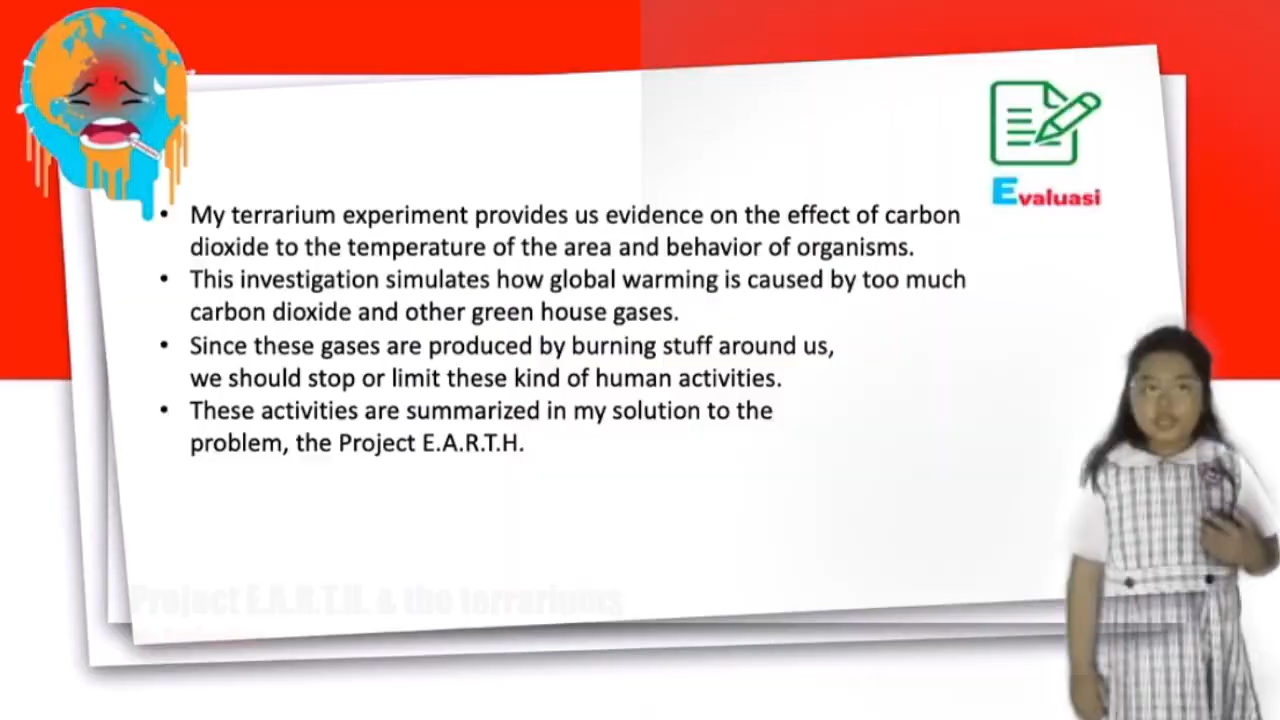 Evaluasi
• My terrarium experiment provides us evidence on the effect of carbon
dioxide to the temperature of the area and behavior of organisms.
• This investigation simulates how global warming is caused by too much
carbon dioxide and other green house gases.
• Since these gases are produced by burning stuff around us,
we should stop or limit these kind of human activities.
• These activities are summarized in my solution to the
problem, the Project E.A.R.T.H.
Project E.A.R.T.H. & the terrariums